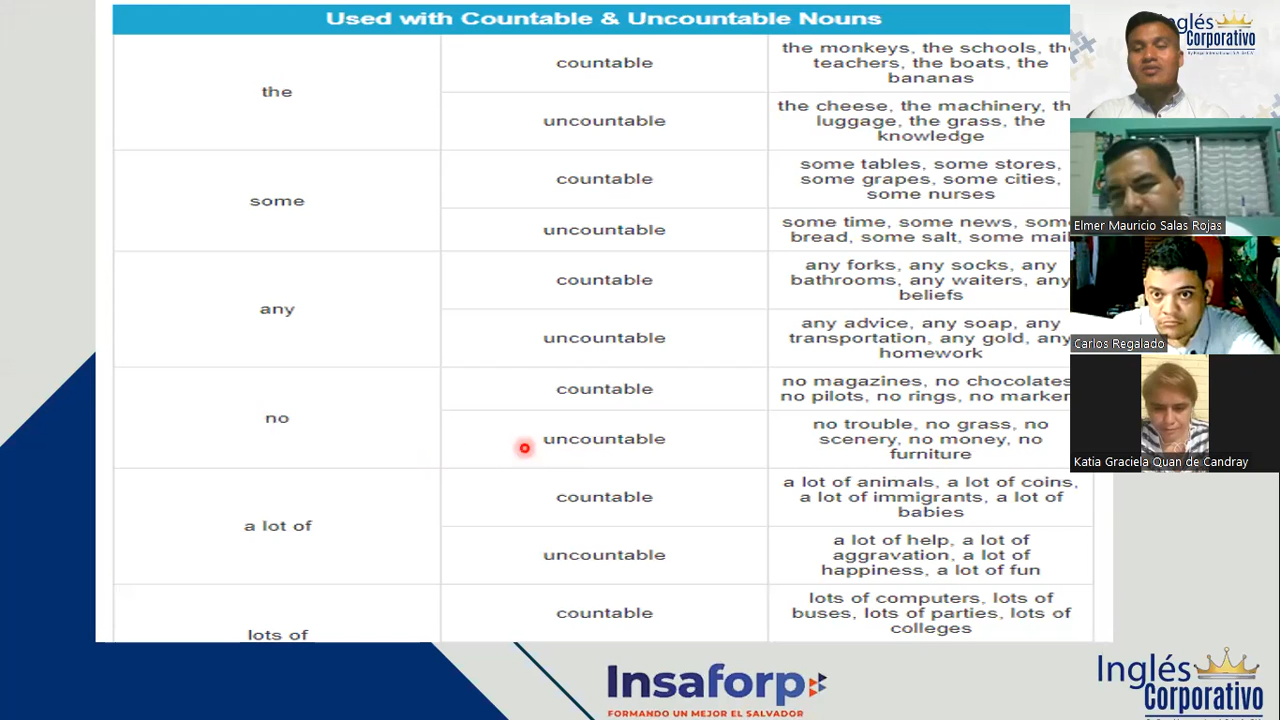 Used with Countable & Uncountable Nouns
the
countable
the monkeys, the schools, the
teachers, the boats, the
bananas
uncountable
the cheese, the machinery, th
luggage, the grass, the
knowledge
some
countable
some tables, some stores,
some grapes, some cities,
some nurses
uncountable
some time, some news, som
bread, some salt, some mail
any
countable
any forks, any socks, any
bathrooms, any waiters, any
beliefs
uncountable
any advice, any soap, any
transportation, any gold, any
homework
no
countable
no magazines, no chocolates
no pilots, no rings, no marker
uncountable
no trouble, no grass, no
scenery, no money, no
furniture
a lot of
countable
a lot of animals, a lot of coins,
a lot of immigrants, a lot of
babies
uncountable
a lot of help, a lot of
aggravation, a lot of
happiness, a lot of fun
lots of
countable
lots of computers, lots of
buses, lots of parties, lots of
colleges
Inglés
Corporativo
Elmer Mauricio Salas Rojas
Carlos Regalado
Katia Graciela Quan de Candray
Insaforp
FORMANDO UN MEJOR EL SALVADOR
Inglés
Corporativo